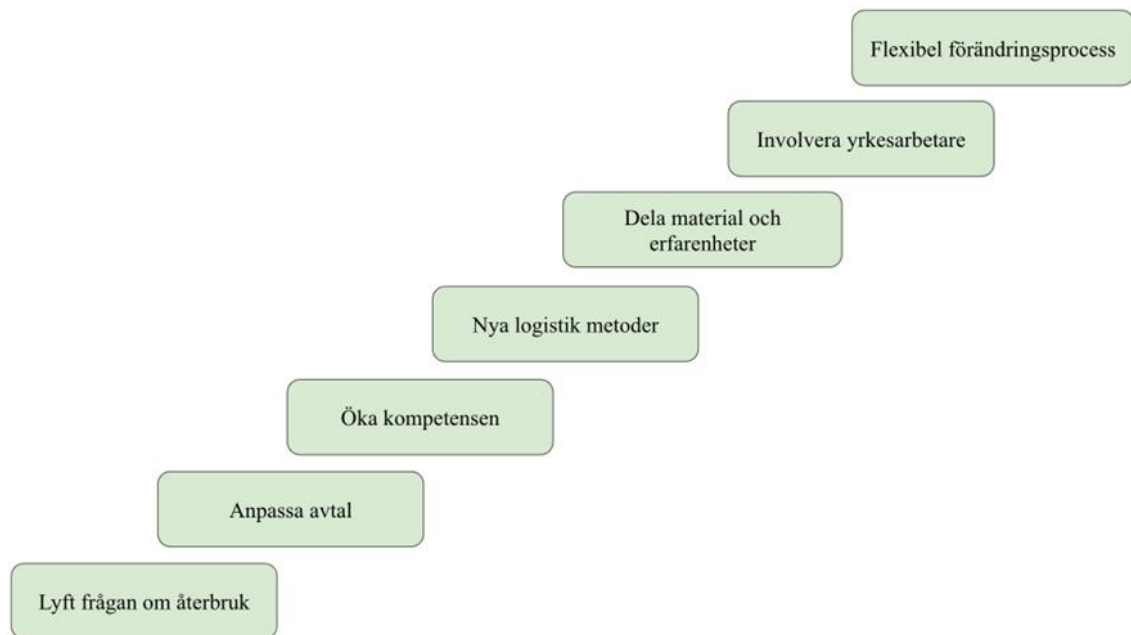 Flexibel förändringsprocess
Involvera yrkesarbetare
Dela material och
erfarenheter
Nya logistik metoder
Öka kompetensen
Anpassa avtal
Lyft frågan om återbruk